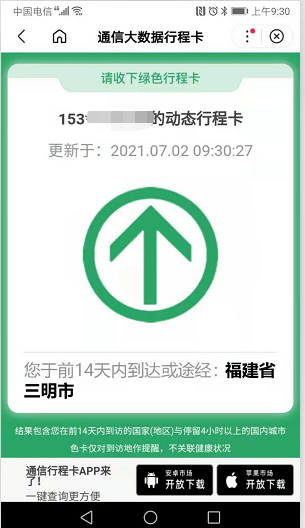 中国电信 4G 上午9:30
通信大数据行程卡
请收下绿色行程卡
153 的动态行程卡
更新于：2021.07.02 09:30:27
您于前14天内到达或途经：福建省
三明市
结果包含您在前14天内到访的国家(地区)与停留4小时以上的国内城市
色卡仅对到访地作提醒，不关联健康状况
通信行程卡APP来
了！
一键查询更方便
安卓市场
开放下载
苹果市场
开放下载